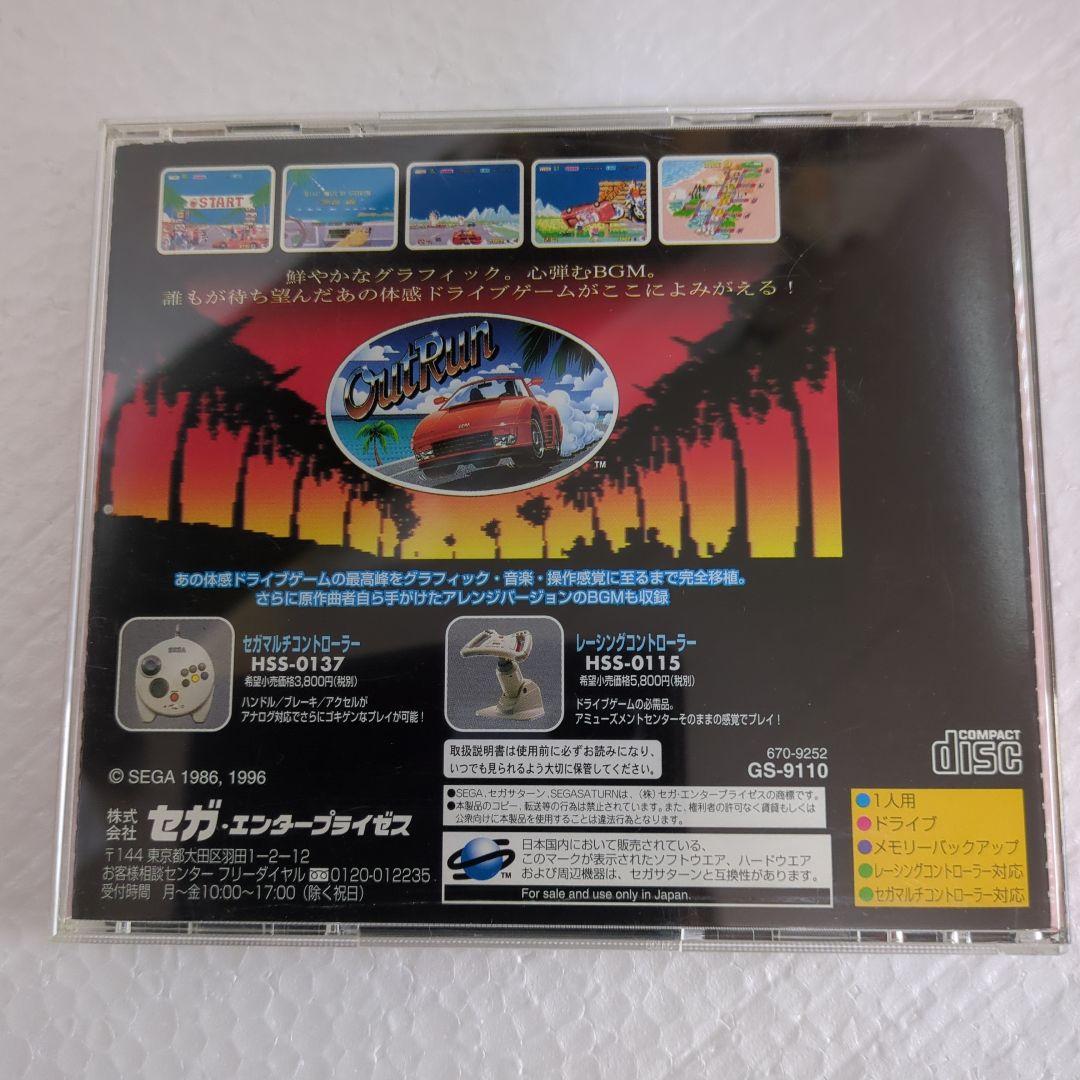 START
鮮やかなグラフィック。心弾むBGM。
誰もが待ち望んだあの体感ドライブゲームがここによみがえる！
OutRun
TM
あの体感ドライブゲームの最高峰をグラフィック・音楽・操作感覚に至るまで完全移植。
さらに原作曲者自ら手がけたアレンジバージョンのBGMも収録
SEGA
セガマルチコントローラー
HSS-0137
希望小売価格3,800円(税別)
ハンドル／ブレーキ／アクセルが
アナログ対応でさらにゴキゲンなプレイが可能！
レーシングコントローラー
HSS-0115
希望小売価格5,800円(税別)
ドライブゲームの必需品。
アミューズメントセンターそのままの感覚でプレイ！
取扱説明書は使用前に必ずお読みになり、
いつでも見られるよう大切に保管してください。
670-9252
GS-9110
COMPACT
disc
© SEGA 1986, 1996
株式会社 セガ・エンタープライゼス
〒144 東京都大田区羽田1−2−12
お客様相談センター フリーダイヤル 0120-012235
受付時間 月〜金10:00〜17:00（除く祝日）
●SEGA、セガサターン、SEGASATURNは、（株）セガ・エンタープライゼスの商標です。
●本製品のコピー、転送等の行為は禁止されています。また、権利者の許可なく賃貸もしくは
公衆向けに本製品を使用することは違法行為となります。
TM
日本国内において販売されている、
このマークが表示されたソフトウエア、ハードウエア
および周辺機器は、セガサターンと互換性があります。
For sale and use only in Japan.
●1人用
●ドライブ
●メモリーバックアップ
●レーシングコントローラー対応
●セガマルチコントローラー対応